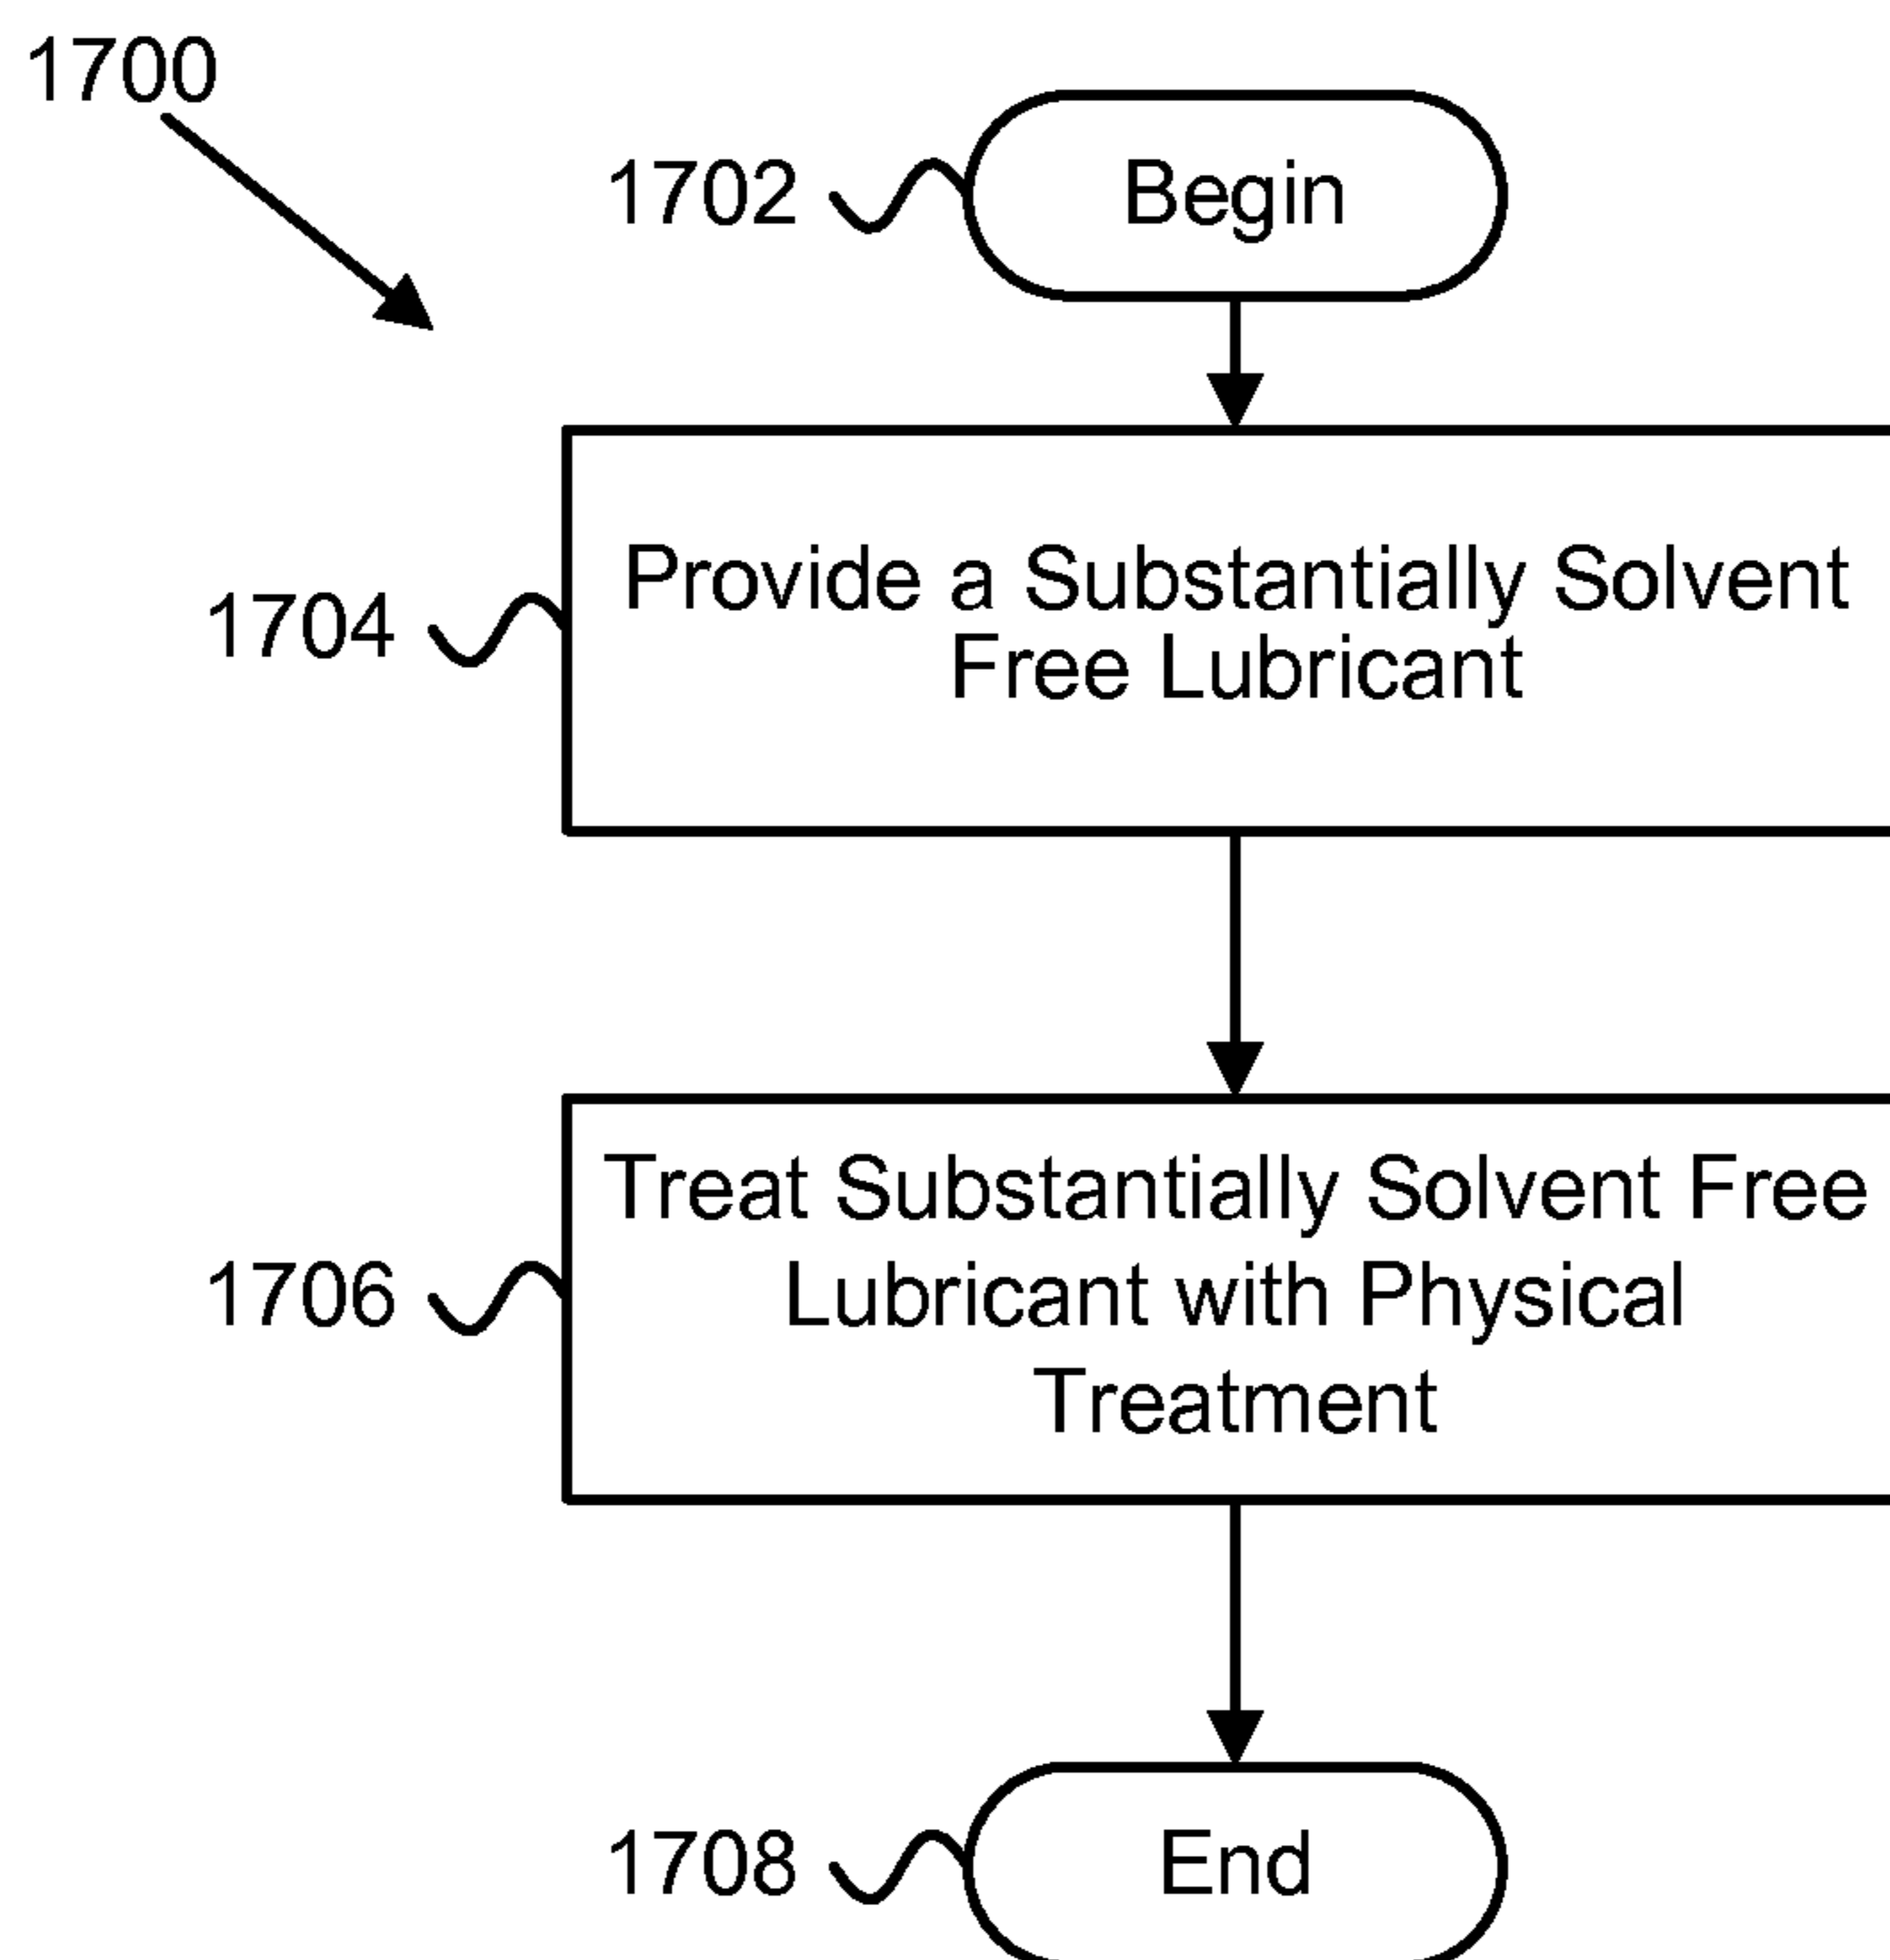 1700
1702
Begin
Provide a Substantially Solvent
Free Lubricant
1704
Treat Substantially Solvent Free
Lubricant with Physical
Treatment
1706
1708
End